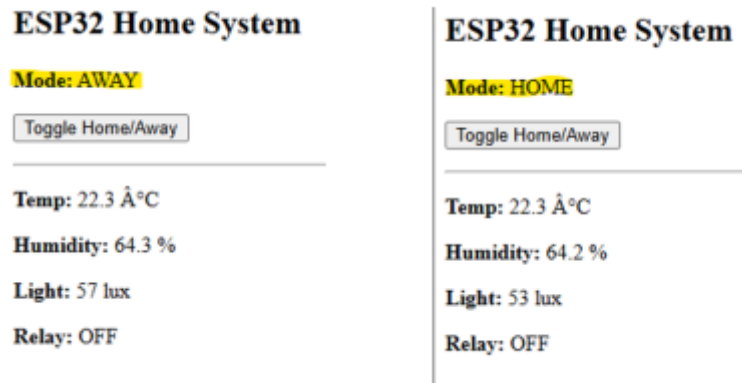 ESP32 Home System
Mode: AWAY
Toggle Home/Away
Temp: 22.3 Â°C
Humidity: 64.3 %
Light: 57 lux
Relay: OFF
ESP32 Home System
Mode: HOME
Toggle Home/Away
Temp: 22.3 Â°C
Humidity: 64.2 %
Light: 53 lux
Relay: OFF